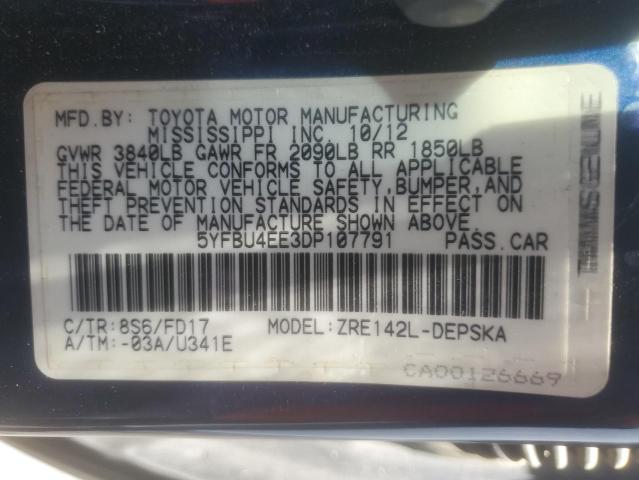 MFD.BY: TOYOTA MOTOR MANUFACTURING
MISSISSIPPI INC. 10/12
GVWR 3840LB GAWR FR 2090LB RR 1850LB
THIS VEHICLE CONFORMS TO ALL APPLICABLE
FEDERAL MOTOR VEHICLE SAFETY,BUMPER,AND
THEFT PREVENTION STANDARDS IN EFFECT ON
THE DATE OF MANUFACTURE SHOWN ABOVE.
5YFBU4EE3DP107791 PASS.CAR
C/TR:8S6/FD17 MODEL:ZRE142L-DEPSKA
A/TM:-03A/U341E
CA00126669